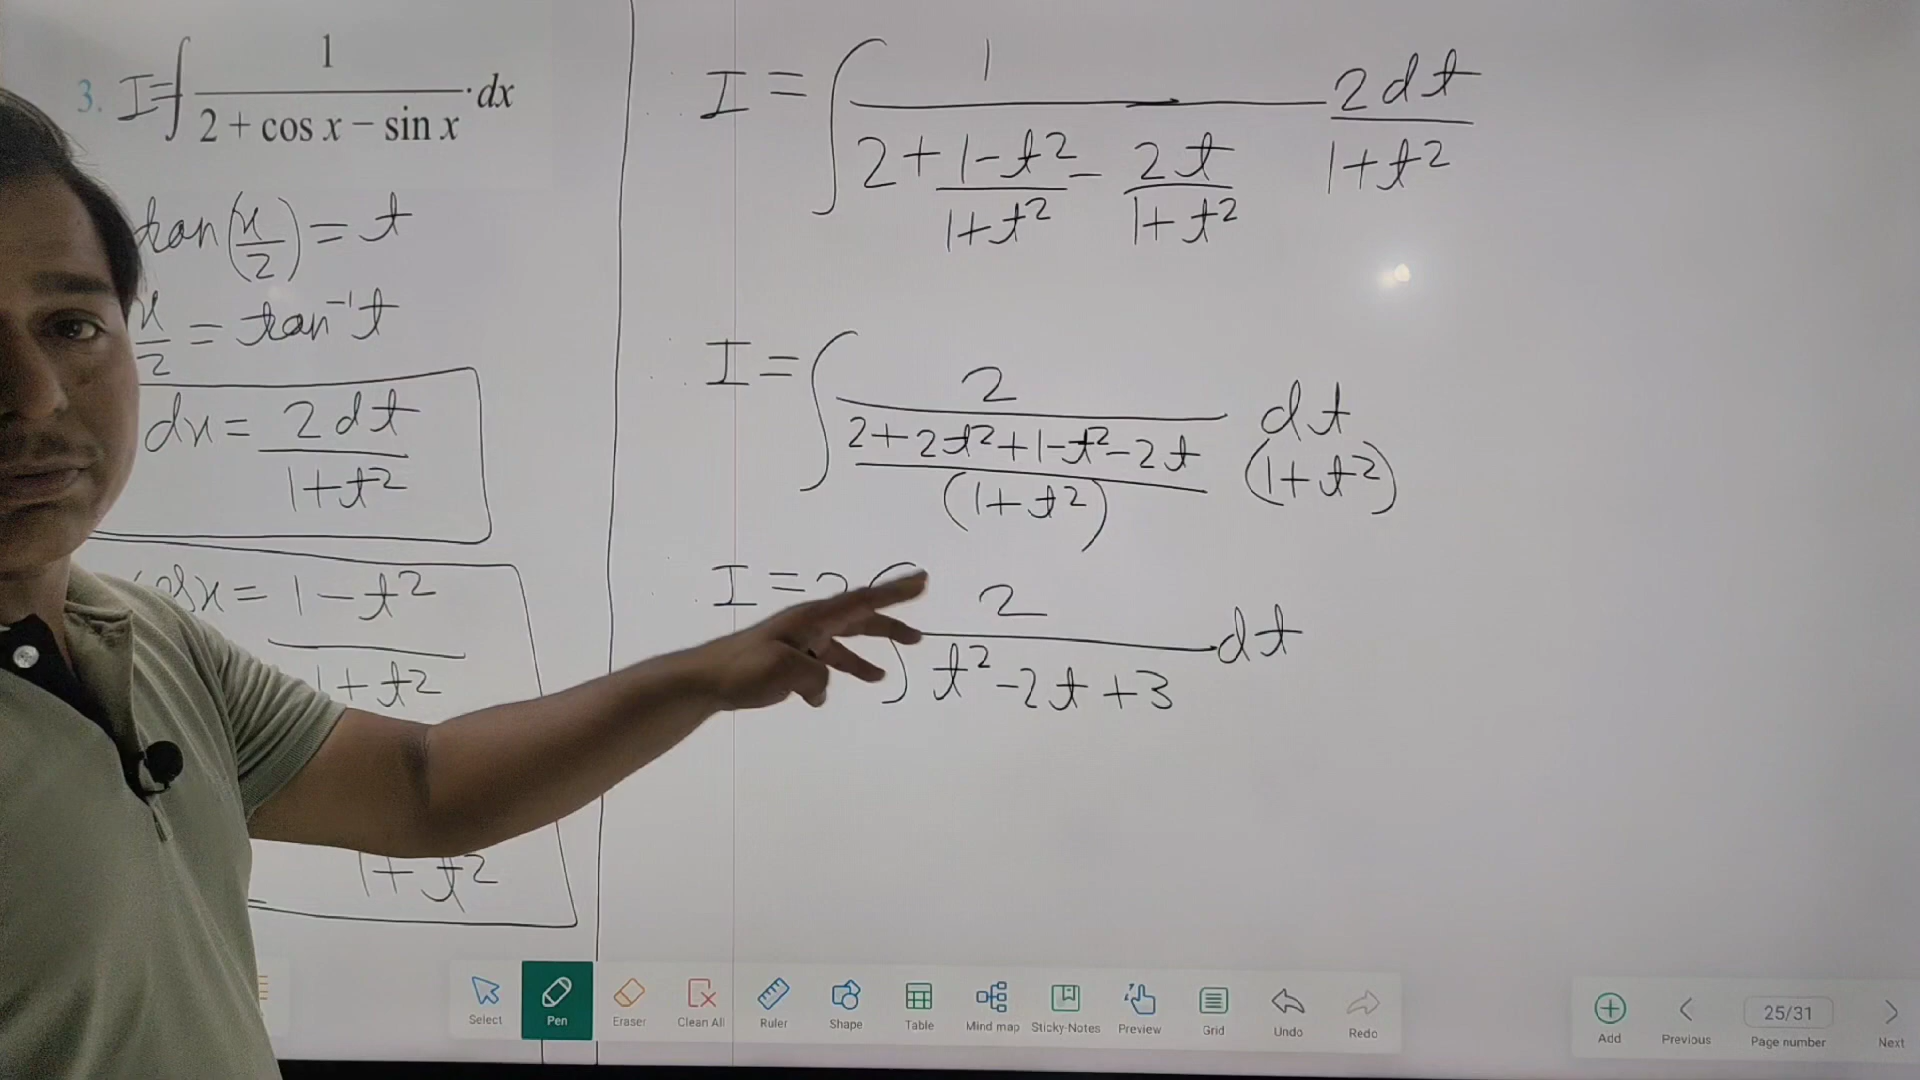 3. I=∫ 1/(2 + cos x − sin x) · dx
tan(x/2) = t
x/2 = tan⁻¹t
dx = 2dt/(1+t²)
x = (1-t²)/(1+t²)
1+t²
I = ∫ 1/(2 + (1-t²)/(1+t²) - 2t/(1+t²)) 2dt/(1+t²)
I = ∫ 2/((2+2t²+1-t²-2t)/(1+t²)) dt/(1+t²)
I = 2∫ 2/(t²-2t+3) dt
Select Pen Eraser Clean All Ruler Shape Table Mind map Sticky-Notes Preview Grid Undo Redo
Add Previous 25/31 Page number Next